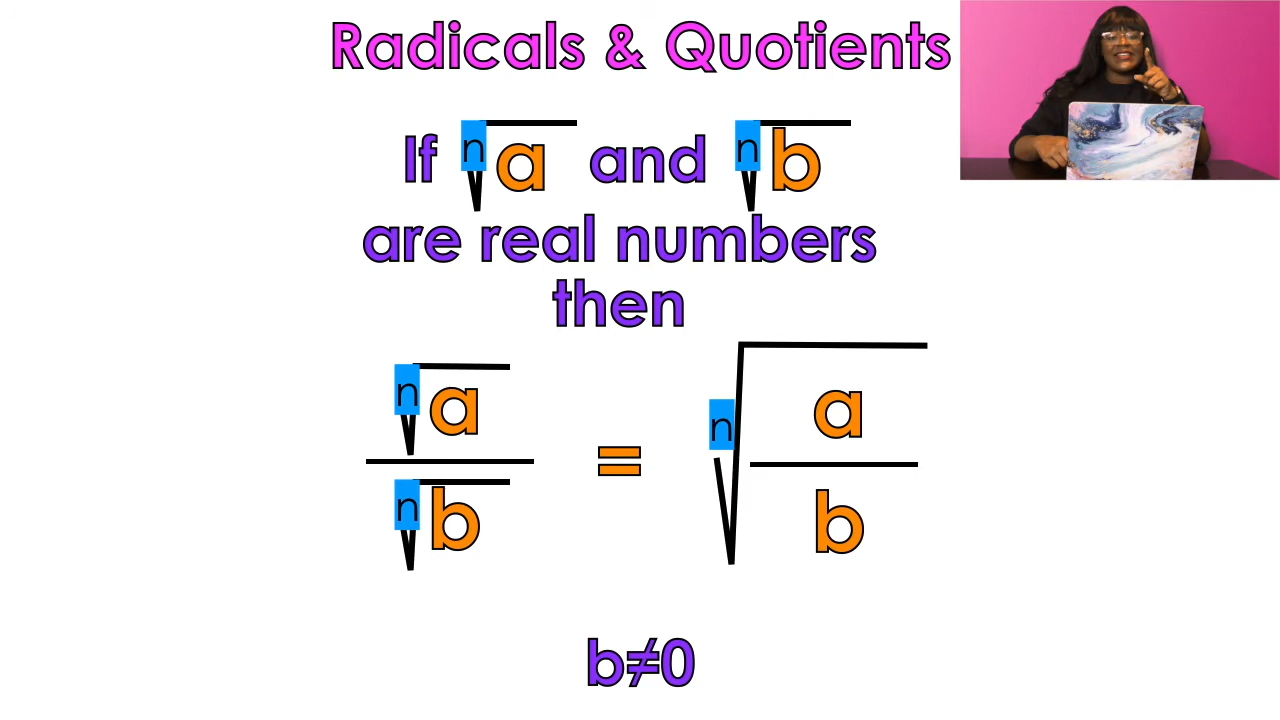 Radicals & Quotients
If ⁿ√a and ⁿ√b
are real numbers
then
ⁿ√a / ⁿ√b = ⁿ√(a/b)
b≠0